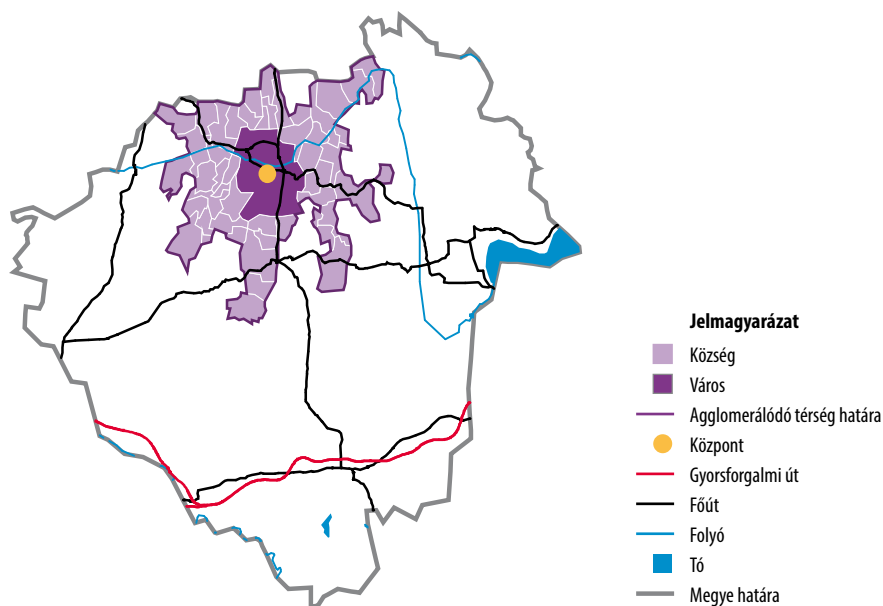 Jelmagyarázat
Község
Város
Agglomerálódó térség határa
Központ
Gyorsforgalmi út
Főút
Folyó
Tó
Megye határa